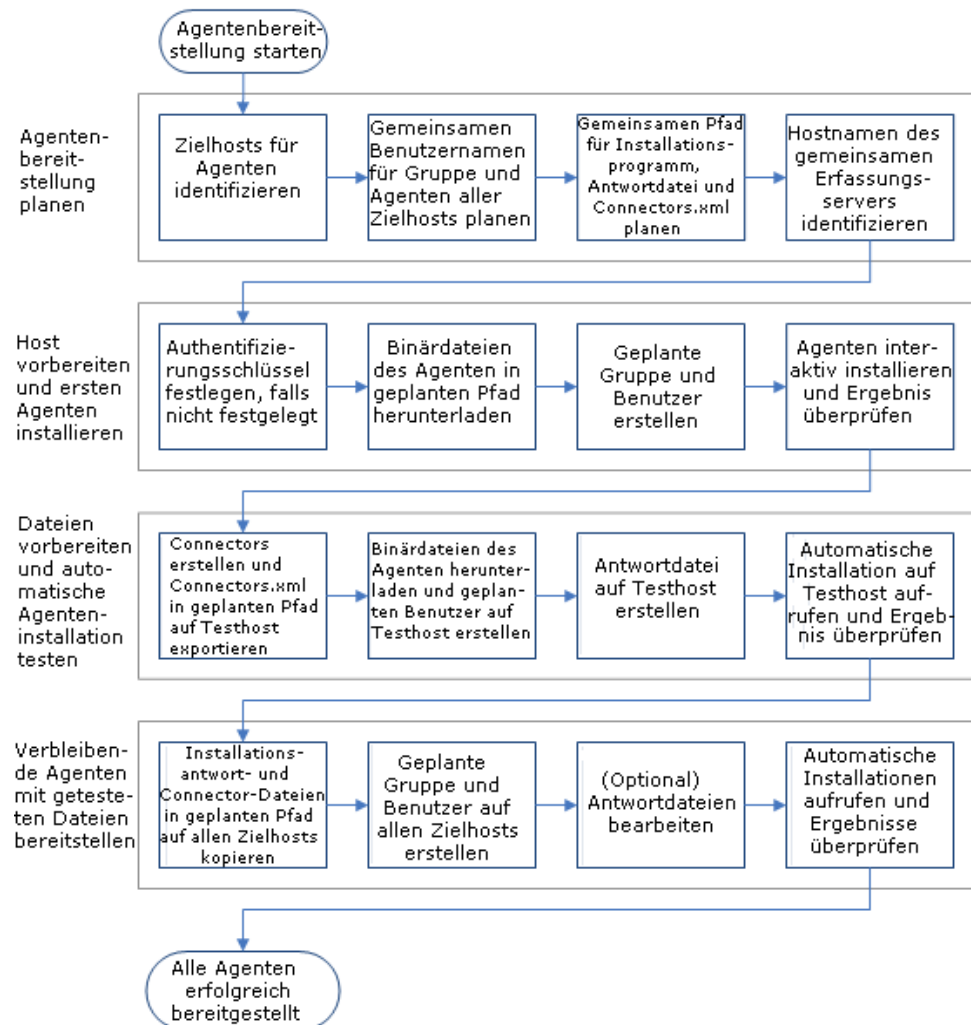 Agentenbereit-
stellung starten
Agenten-
bereit-
stellung
planen
Zielhosts für
Agenten
identifizieren
Gemeinsamen
Benutzernamen
für Gruppe und
Agenten aller
Zielhosts planen
Gemeinsamen Pfad
für Installations-
programm,
Antwortdatei und
Connectors.xml
planen
Hostnamen des
gemeinsamen
Erfassungs-
servers
identifizieren
Host
vorbereiten
und ersten
Agenten
installieren
Authentifizie-
rungsschlüssel
festlegen, falls
nicht festgelegt
Binärdateien
des Agenten in
geplanten Pfad
herunterladen
Geplante
Gruppe und
Benutzer
erstellen
Agenten inter-
aktiv installieren
und Ergebnis
überprüfen
Dateien
vorbereiten
und auto-
matische
Agenten-
installation
testen
Connectors
erstellen und
Connectors.xml
in geplanten Pfad
auf Testhost
exportieren
Binärdateien des
Agenten herunter-
laden und geplan-
ten Benutzer auf
Testhost erstellen
Antwortdatei
auf Testhost
erstellen
Automatische
Installation auf
Testhost auf-
rufen und Ergeb-
nis überprüfen
Verbleiben-
de Agenten
mit geteste-
ten Dateien
bereitstellen
Installations-
antwort- und
Connector-Dateien
in geplanten Pfad
auf allen Zielhosts
kopieren
Geplante
Gruppe und
Benutzer auf
allen Zielhosts
erstellen
(Optional)
Antwortdateien
bearbeiten
Automatische
Installationen
aufrufen und
Ergebnisse
überprüfen
Alle Agenten
erfolgreich
bereitgestellt